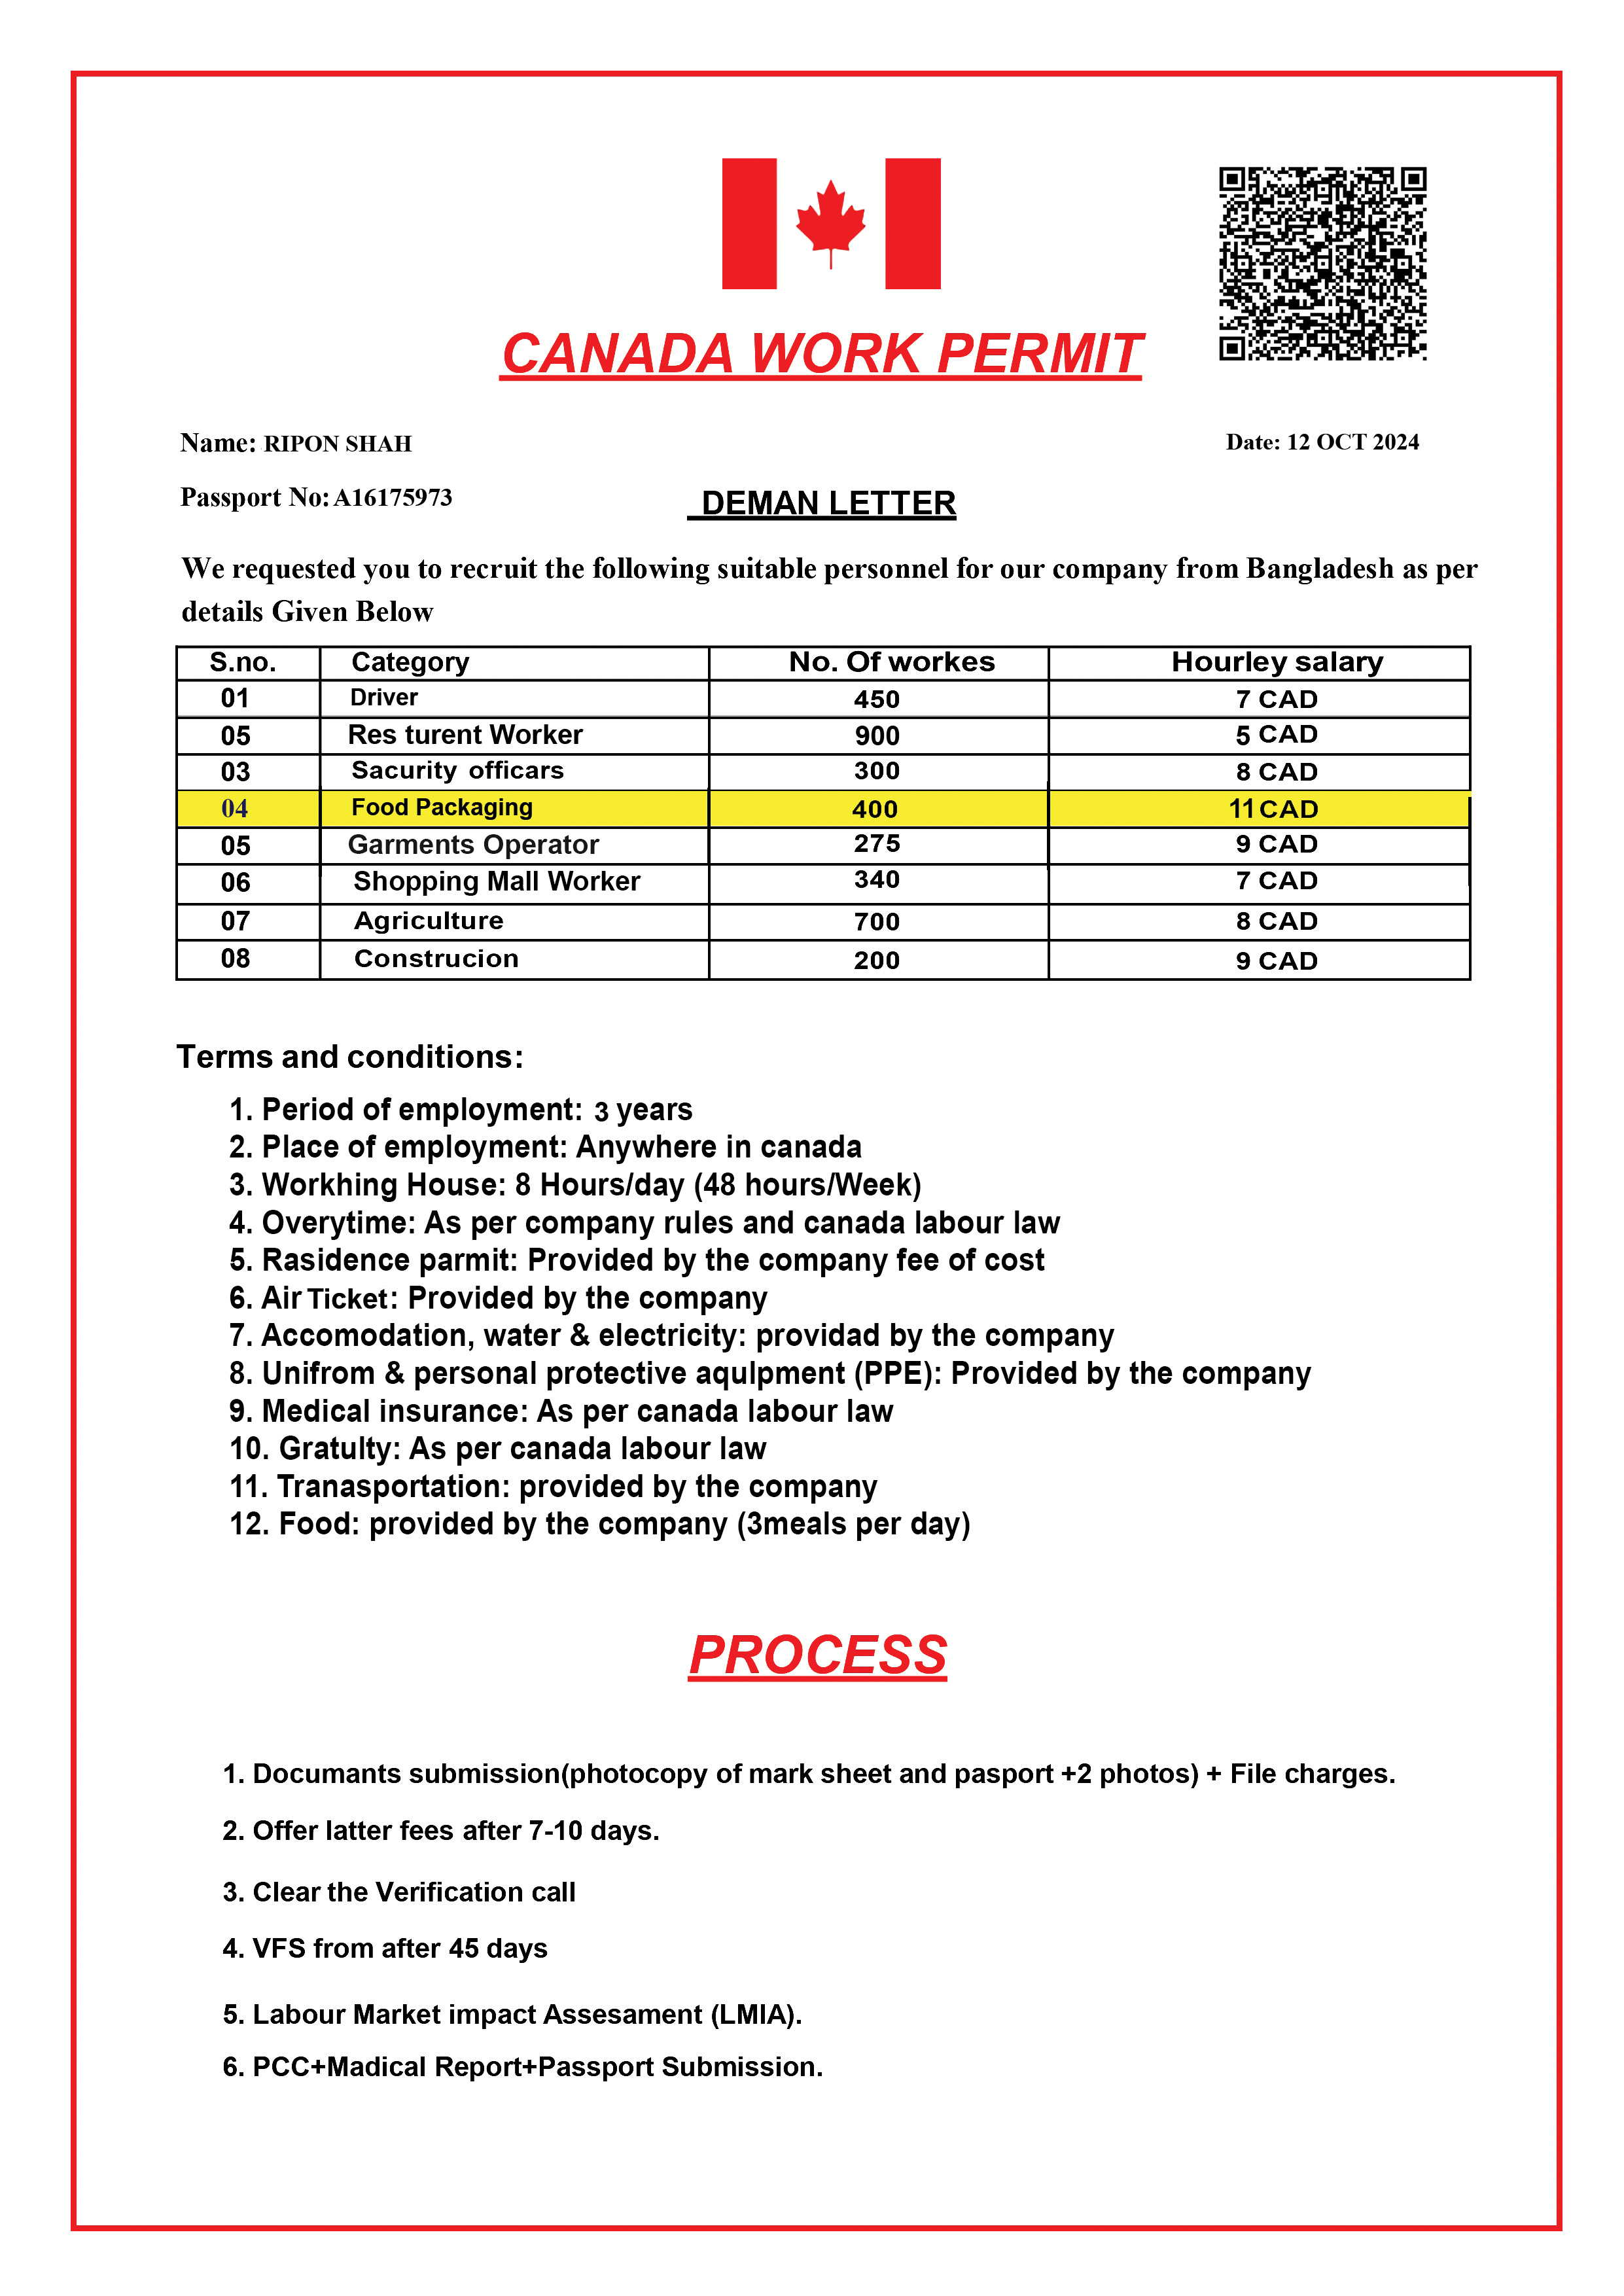 CANADA WORK PERMIT
Name: RIPON SHAH
Date: 12 OCT 2024
Passport No: A16175973
DEMAN LETTER
We requested you to recruit the following suitable personnel for our company from Bangladesh as per
details Given Below
S.no. Category No. Of workes Hourley salary
01 Driver 450 7 CAD
05 Res turent Worker 900 5 CAD
03 Sacurity officars 300 8 CAD
04 Food Packaging 400 11 CAD
05 Garments Operator 275 9 CAD
06 Shopping Mall Worker 340 7 CAD
07 Agriculture 700 8 CAD
08 Construcion 200 9 CAD
Terms and conditions:
1. Period of employment: 3 years
2. Place of employment: Anywhere in canada
3. Workhing House: 8 Hours/day (48 hours/Week)
4. Overytime: As per company rules and canada labour law
5. Rasidence parmit: Provided by the company fee of cost
6. Air Ticket: Provided by the company
7. Accomodation, water & electricity: providad by the company
8. Unifrom & personal protective aqulpment (PPE): Provided by the company
9. Medical insurance: As per canada labour law
10. Gratulty: As per canada labour law
11. Tranasportation: provided by the company
12. Food: provided by the company (3meals per day)
PROCESS
1. Documants submission(photocopy of mark sheet and pasport +2 photos) + File charges.
2. Offer latter fees after 7-10 days.
3. Clear the Verification call
4. VFS from after 45 days
5. Labour Market impact Assesament (LMIA).
6. PCC+Madical Report+Passport Submission.